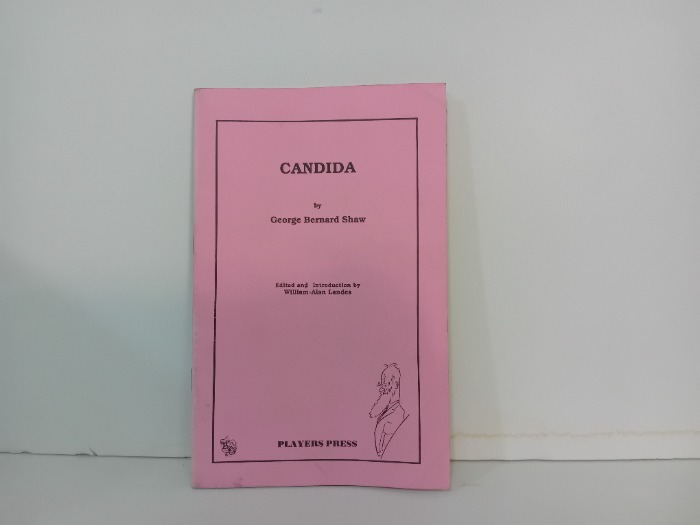 CANDIDA
by
George Bernard Shaw
Edited and Introduction by
William-Alan Landes
PLAYERS PRESS